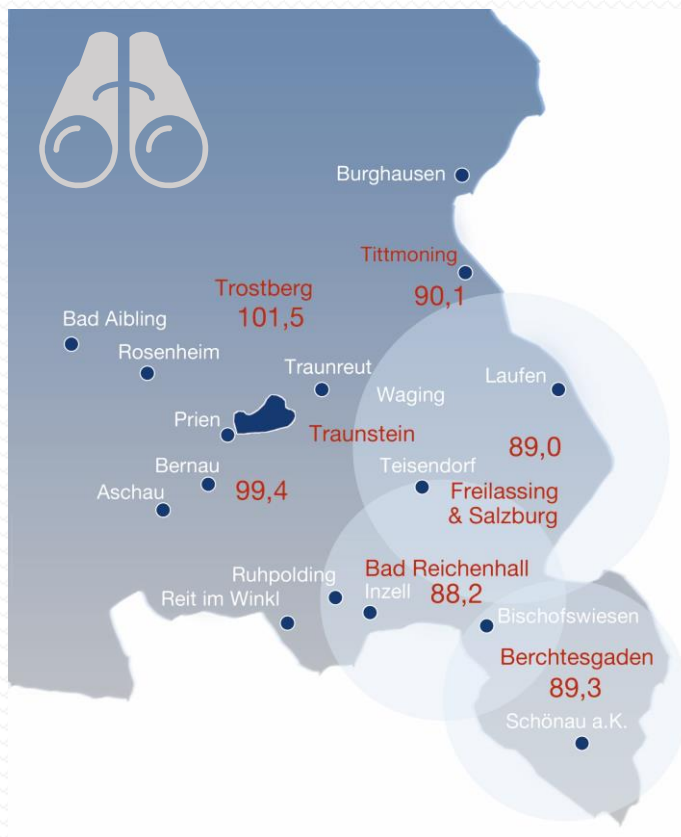 Burghausen
Tittmoning
90,1
Trostberg
101,5
Bad Aibling
Rosenheim
Traunreut
Waging
Laufen
Prien
Traunstein
89,0
Bernau
Teisendorf
99,4
Aschau
Freilassing
& Salzburg
Bad Reichenhall
88,2
Ruhpolding
Inzell
Reit im Winkl
Bischofswiesen
Berchtesgaden
89,3
Schönau a.K.